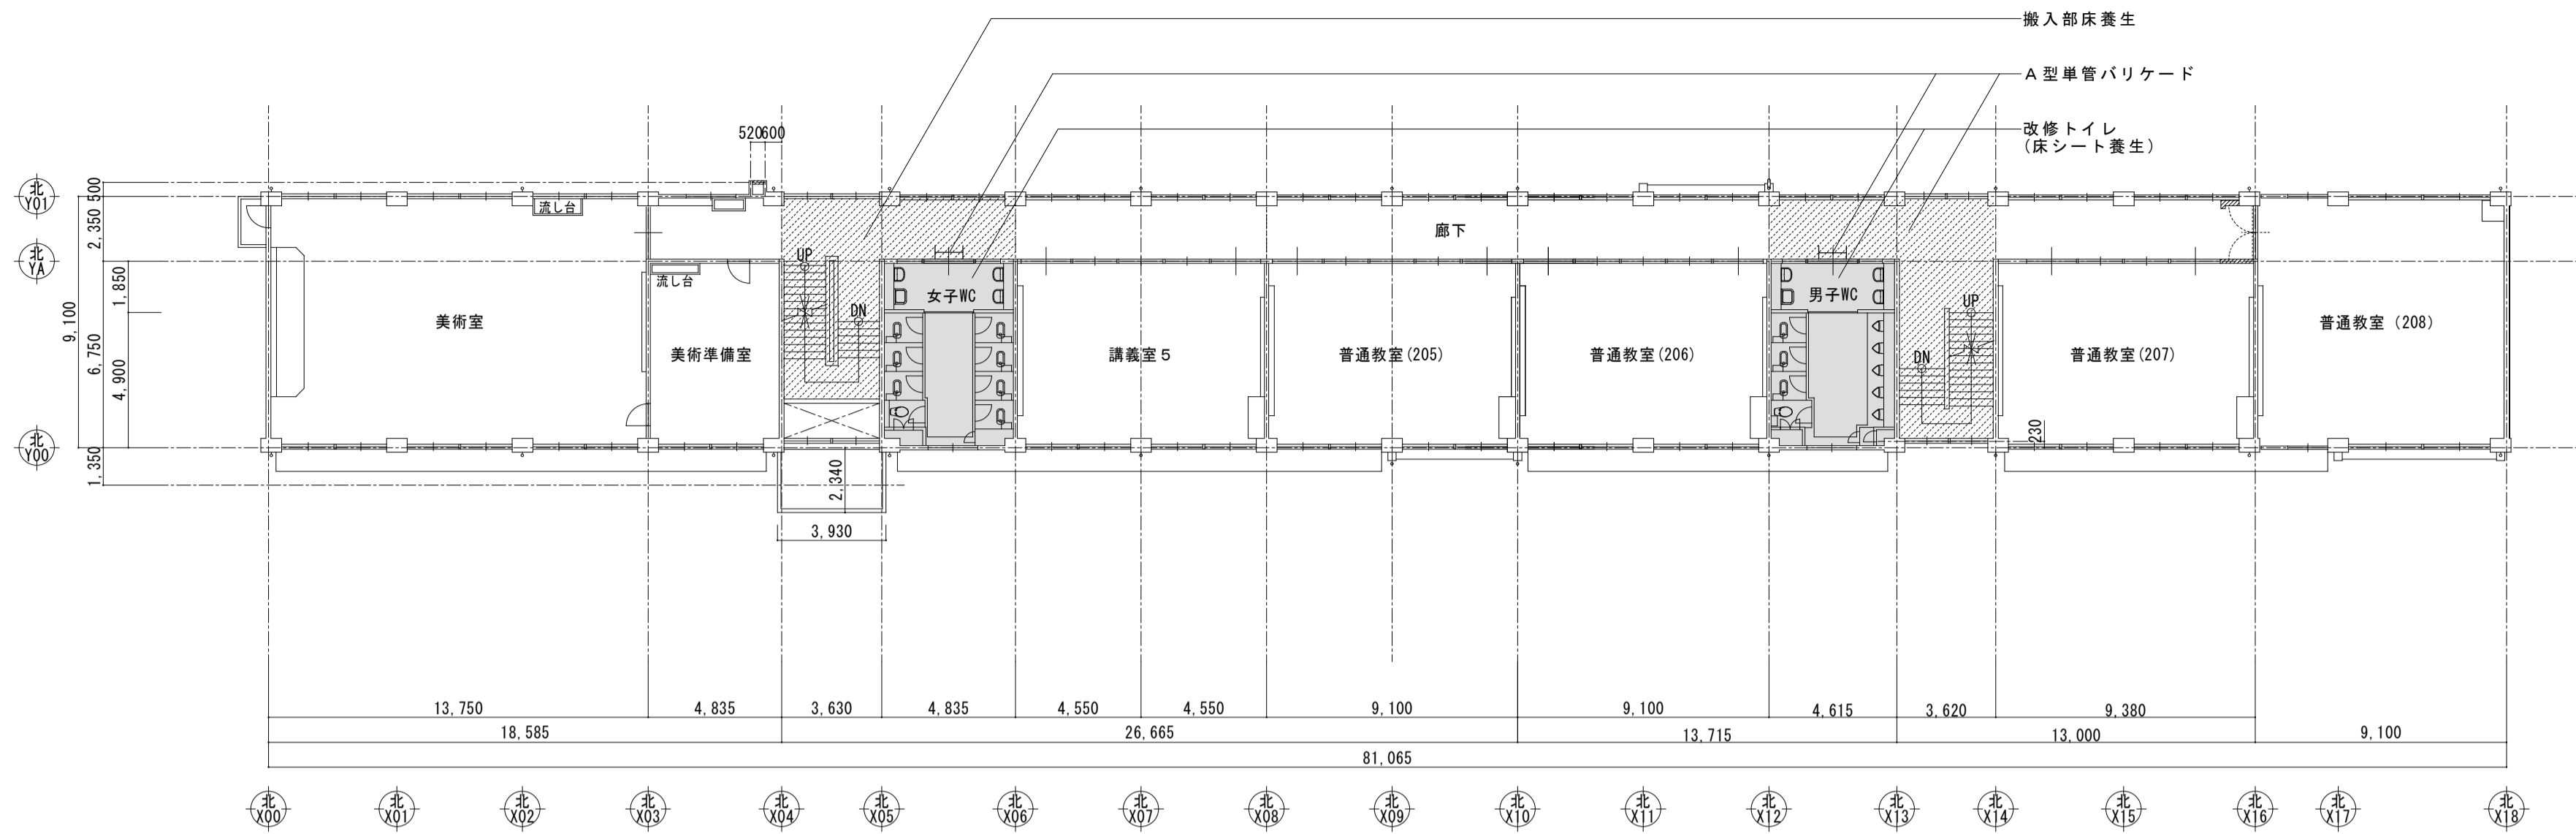 搬入部床養生
A型単管バリケード
改修トイレ
(床シート養生)
520
600
北
Y01
北
YA
北
Y00
500
2,350
1,850
9,100
6,750
4,900
1,350
流し台
流し台
UP
DN
廊下
美術室
美術準備室
女子WC
講義室5
普通教室(205)
普通教室(206)
男子WC
UP
DN
普通教室(207)
普通教室(208)
230
2,340
3,930
13,750
4,835
3,630
4,835
4,550
4,550
9,100
9,100
4,615
3,620
9,380
18,585
26,665
13,715
13,000
9,100
81,065
北
X00
北
X01
北
X02
北
X03
北
X04
北
X05
北
X06
北
X07
北
X08
北
X09
北
X10
北
X11
北
X12
北
X13
北
X14
北
X15
北
X16
北
X17
北
X18